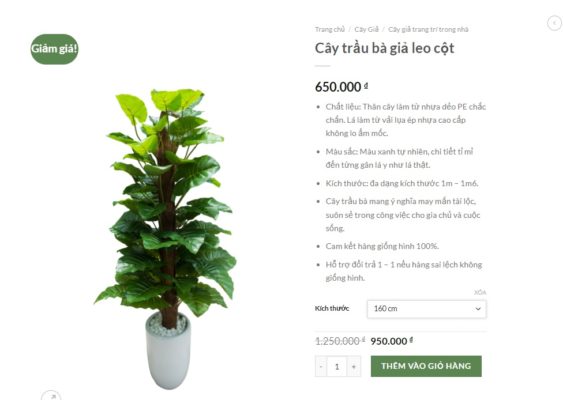 Trang chủ / Cây Giả / Cây giả trang trí trong nhà
Giảm giá!
Cây trầu bà giả leo cột
650.000 ₫
Chất liệu: Thân cây làm từ nhựa dẻo PE chắc
chắn. Lá làm từ vải lụa ép nhựa cao cấp
không lo ẩm mốc.
Màu sắc: Màu xanh tự nhiên, chi tiết tỉ mỉ
đến từng gân lá y như lá thật.
Kích thước: đa dạng kích thước 1m – 1m6.
Cây trầu bà mang ý nghĩa may mắn tài lộc,
suôn sẻ trong công việc cho gia chủ và cuộc
sống.
Cam kết hàng giống hình 100%.
Hỗ trợ đổi trả 1 – 1 nếu hàng sai lệch không
giống hình.
XÓA
Kích thước 160 cm
1.250.000 ₫ 950.000 ₫
- 1 + THÊM VÀO GIỎ HÀNG